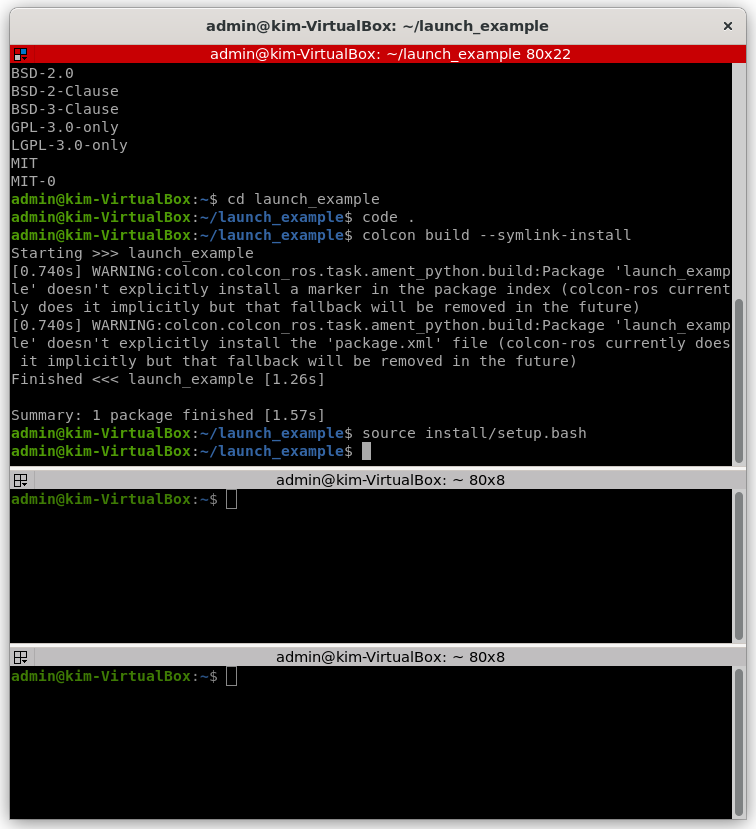 admin@kim-VirtualBox: ~/launch_example
×
admin@kim-VirtualBox: ~/launch_example 80x22
BSD-2.0
BSD-2-Clause
BSD-3-Clause
GPL-3.0-only
LGPL-3.0-only
MIT
MIT-0
admin@kim-VirtualBox:~$ cd launch_example
admin@kim-VirtualBox:~/launch_example$ code .
admin@kim-VirtualBox:~/launch_example$ colcon build --symlink-install
Starting >>> launch_example
[0.740s] WARNING:colcon.colcon_ros.task.ament_python.build:Package 'launch_examp
le' doesn't explicitly install a marker in the package index (colcon-ros current
ly does it implicitly but that fallback will be removed in the future)
[0.740s] WARNING:colcon.colcon_ros.task.ament_python.build:Package 'launch_examp
le' doesn't explicitly install the 'package.xml' file (colcon-ros currently does
 it implicitly but that fallback will be removed in the future)
Finished <<< launch_example [1.26s]

Summary: 1 package finished [1.57s]
admin@kim-VirtualBox:~/launch_example$ source install/setup.bash
admin@kim-VirtualBox:~/launch_example$
admin@kim-VirtualBox: ~ 80x8
admin@kim-VirtualBox:~$
admin@kim-VirtualBox: ~ 80x8
admin@kim-VirtualBox:~$